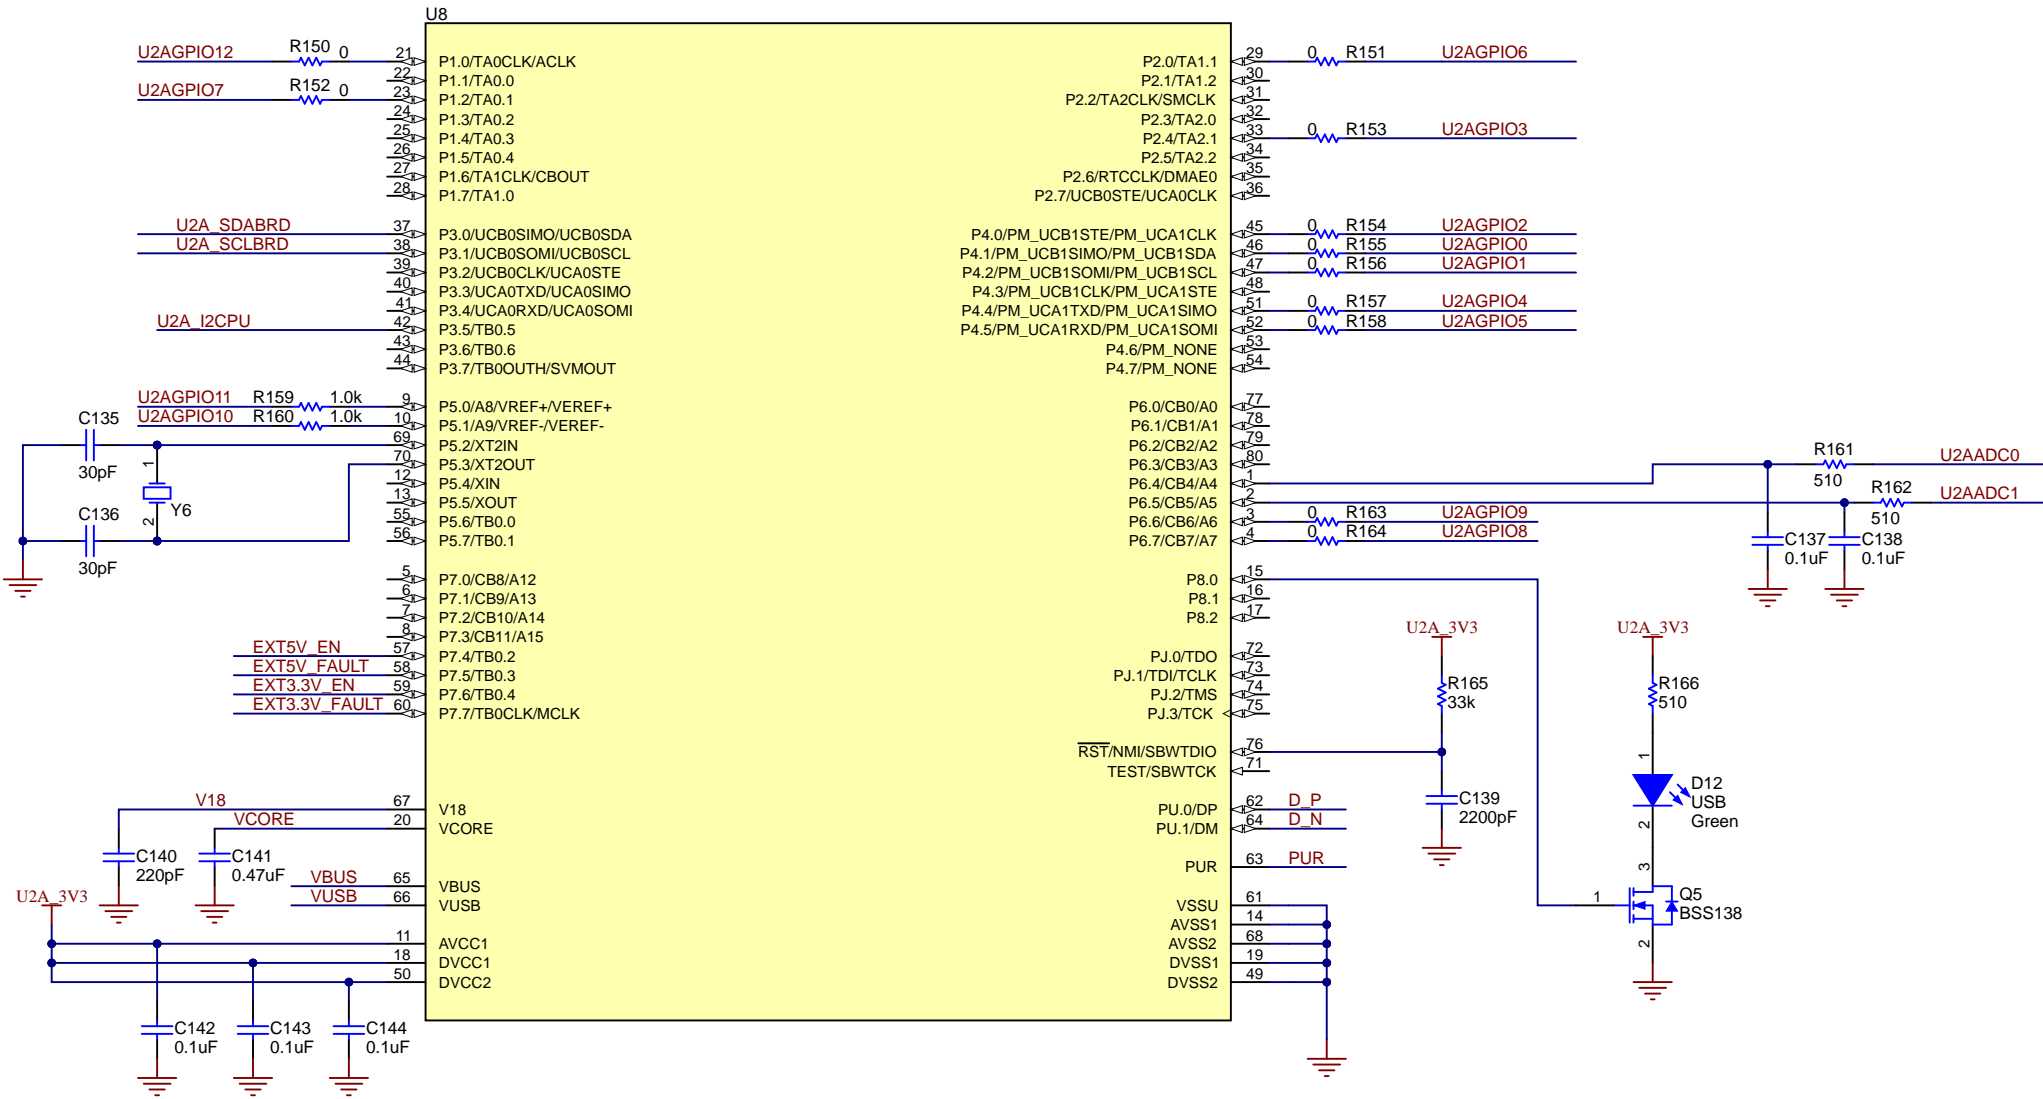 U8
U2AGPIO12 R150 0 21 P1.0/TA0CLK/ACLK
22 P1.1/TA0.0
U2AGPIO7 R152 0 23 P1.2/TA0.1
24 P1.3/TA0.2
25 P1.4/TA0.3
26 P1.5/TA0.4
27 P1.6/TA1CLK/CBOUT
28 P1.7/TA1.0
U2A_SDABRD 37 P3.0/UCB0SIMO/UCB0SDA
U2A_SCLBRD 38 P3.1/UCB0SOMI/UCB0SCL
39 P3.2/UCB0CLK/UCA0STE
40 P3.3/UCA0TXD/UCA0SIMO
41 P3.4/UCA0RXD/UCA0SOMI
U2A_I2CPU 42 P3.5/TB0.5
43 P3.6/TB0.6
44 P3.7/TB0OUTH/SVMOUT
U2AGPIO11 R159 1.0k 9 P5.0/A8/VREF+/VEREF+
U2AGPIO10 R160 1.0k 10 P5.1/A9/VREF-/VEREF-
69 P5.2/XT2IN
70 P5.3/XT2OUT
12 P5.4/XIN
13 P5.5/XOUT
55 P5.6/TB0.0
56 P5.7/TB0.1
C135
30pF
1
Y6
2
C136
30pF
5 P7.0/CB8/A12
6 P7.1/CB9/A13
7 P7.2/CB10/A14
8 P7.3/CB11/A15
EXT5V_EN 57 P7.4/TB0.2
EXT5V_FAULT 58 P7.5/TB0.3
EXT3.3V_EN 59 P7.6/TB0.4
EXT3.3V_FAULT 60 P7.7/TB0CLK/MCLK
V18 67 V18
VCORE 20 VCORE
C140
220pF
C141
0.47uF
VBUS 65 VBUS
VUSB 66 VUSB
U2A_3V3
11 AVCC1
18 DVCC1
50 DVCC2
C142
0.1uF
C143
0.1uF
C144
0.1uF
P2.0/TA1.1 29 0 R151 U2AGPIO6
P2.1/TA1.2 30
P2.2/TA2CLK/SMCLK 31
P2.3/TA2.0 32
P2.4/TA2.1 33 0 R153 U2AGPIO3
P2.5/TA2.2 34
P2.6/RTCCLK/DMAE0 35
P2.7/UCB0STE/UCA0CLK 36
P4.0/PM_UCB1STE/PM_UCA1CLK 45 0 R154 U2AGPIO2
P4.1/PM_UCB1SIMO/PM_UCB1SDA 46 0 R155 U2AGPIO0
P4.2/PM_UCB1SOMI/PM_UCB1SCL 47 0 R156 U2AGPIO1
P4.3/PM_UCB1CLK/PM_UCA1STE 48
P4.4/PM_UCA1TXD/PM_UCA1SIMO 51 0 R157 U2AGPIO4
P4.5/PM_UCA1RXD/PM_UCA1SOMI 52 0 R158 U2AGPIO5
P4.6/PM_NONE 53
P4.7/PM_NONE 54
P6.0/CB0/A0 77
P6.1/CB1/A1 78
P6.2/CB2/A2 79
P6.3/CB3/A3 80
P6.4/CB4/A4 1
P6.5/CB5/A5 2
P6.6/CB6/A6 3 0 R163 U2AGPIO9
P6.7/CB7/A7 4 0 R164 U2AGPIO8
R161 U2AADC0
510
R162 U2AADC1
510
C137
0.1uF
C138
0.1uF
P8.0 15
P8.1 16
P8.2 17
PJ.0/TDO 72
PJ.1/TDI/TCLK 73
PJ.2/TMS 74
PJ.3/TCK 75
RST/NMI/SBWTDIO 76
TEST/SBWTCK 71
PU.0/DP 62 D_P
PU.1/DM 64 D_N
PUR 63 PUR
VSSU 61
AVSS1 14
AVSS2 68
DVSS1 19
DVSS2 49
U2A_3V3
R165
33k
C139
2200pF
U2A_3V3
R166
510
1
D12
USB
Green
2
3
1
Q5
BSS138
2